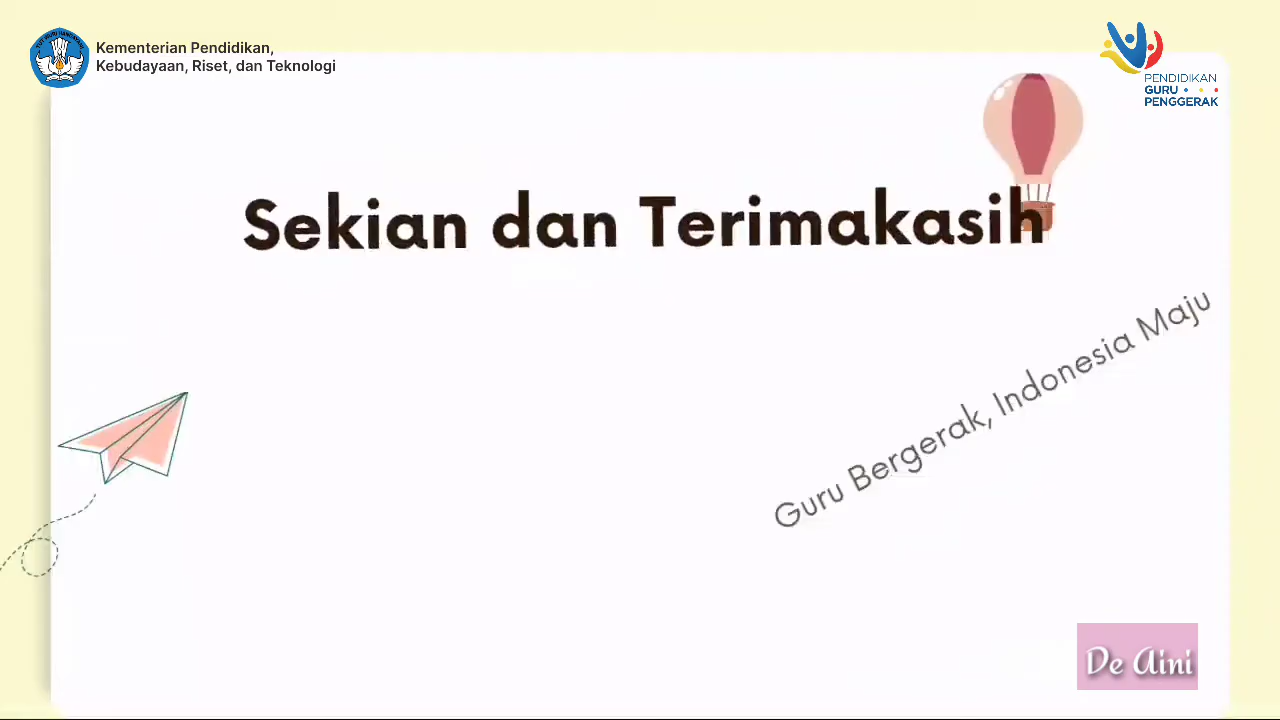 Kementerian Pendidikan,
Kebudayaan, Riset, dan Teknologi
PENDIDIKAN
GURU
PENGGERAK
Sekian dan Terimakasih
Guru Bergerak, Indonesia Maju
De Aini